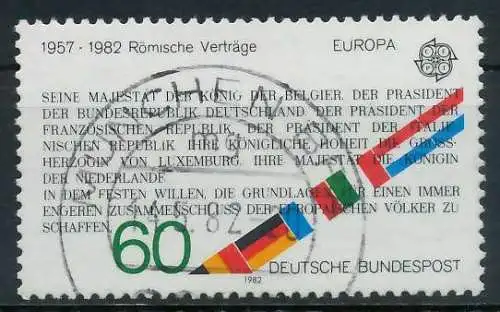 1957 - 1982 Römische Verträge
EUROPA
CEPT
SEINE MAJESTÄT DER KÖNIG DER BELGIER, DER PRÄSIDENT
DER BUNDESREPUBLIK DEUTSCHLAND, DER PRÄSIDENT DER
FRANZÖSISCHEN REPUBLIK, DER PRÄSIDENT DER ITALIE-
NISCHEN REPUBLIK, IHRE KÖNIGLICHE HOHEIT DIE GROSS-
HERZOGIN VON LUXEMBURG, IHRE MAJESTÄT DIE KÖNIGIN
DER NIEDERLANDE
IN DEM FESTEN WILLEN, DIE GRUNDLAGEN FÜR EINEN IMMER
ENGEREN ZUSAMMENSCHLUSS DER EUROPÄISCHEN VÖLKER ZU
SCHAFFEN,
60
DEUTSCHE BUNDESPOST
1982
MÜNCHEN
82